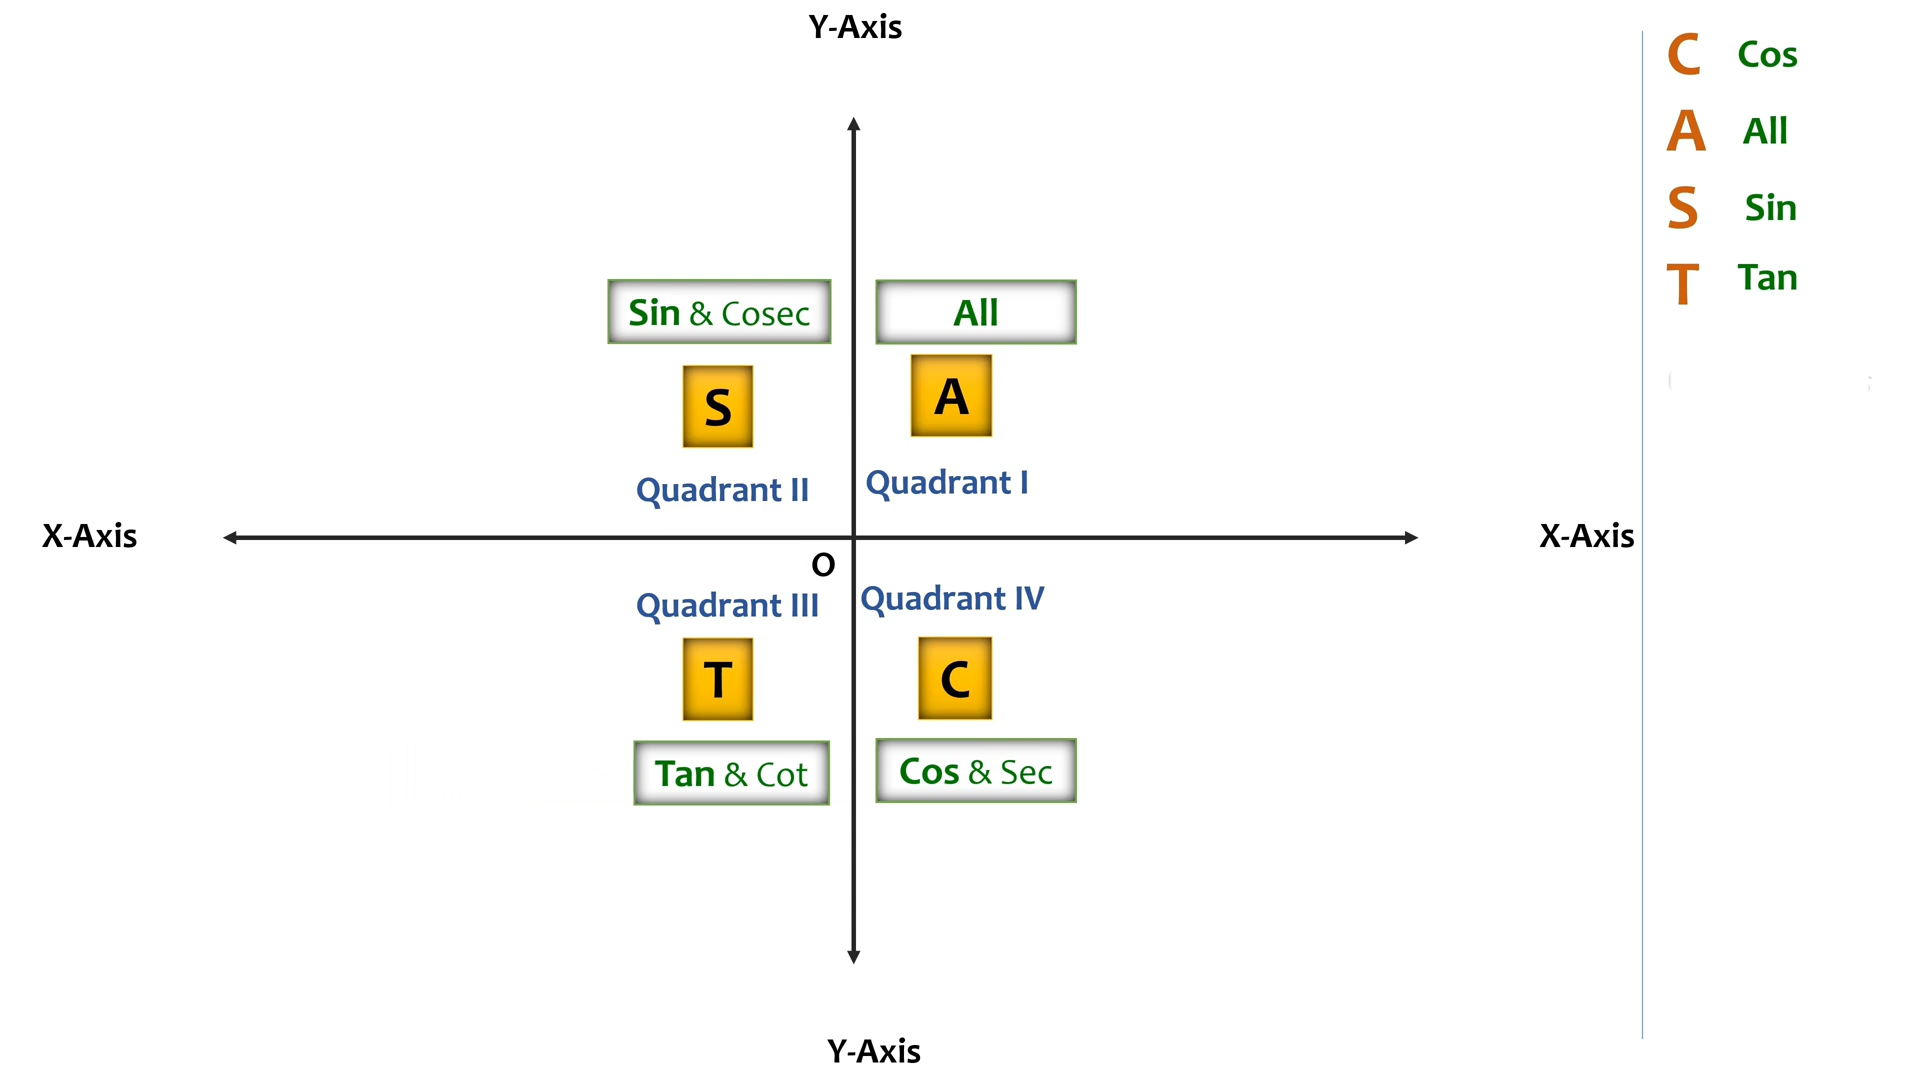 Y-Axis
C Cos
A All
S Sin
T Tan
Sin & Cosec
All
S
A
Quadrant II
Quadrant I
X-Axis
X-Axis
O
Quadrant III
Quadrant IV
T
C
Tan & Cot
Cos & Sec
Y-Axis